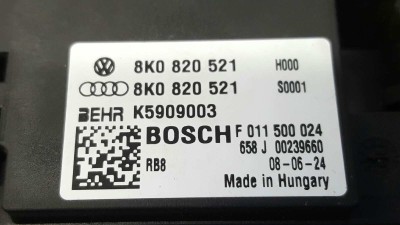 8K0 820 521 H000
8K0 820 521 S0001
BEHR K5909003
BOSCH F 011 500 024
658 J 00239660
RB8 08-06-24
Made in Hungary